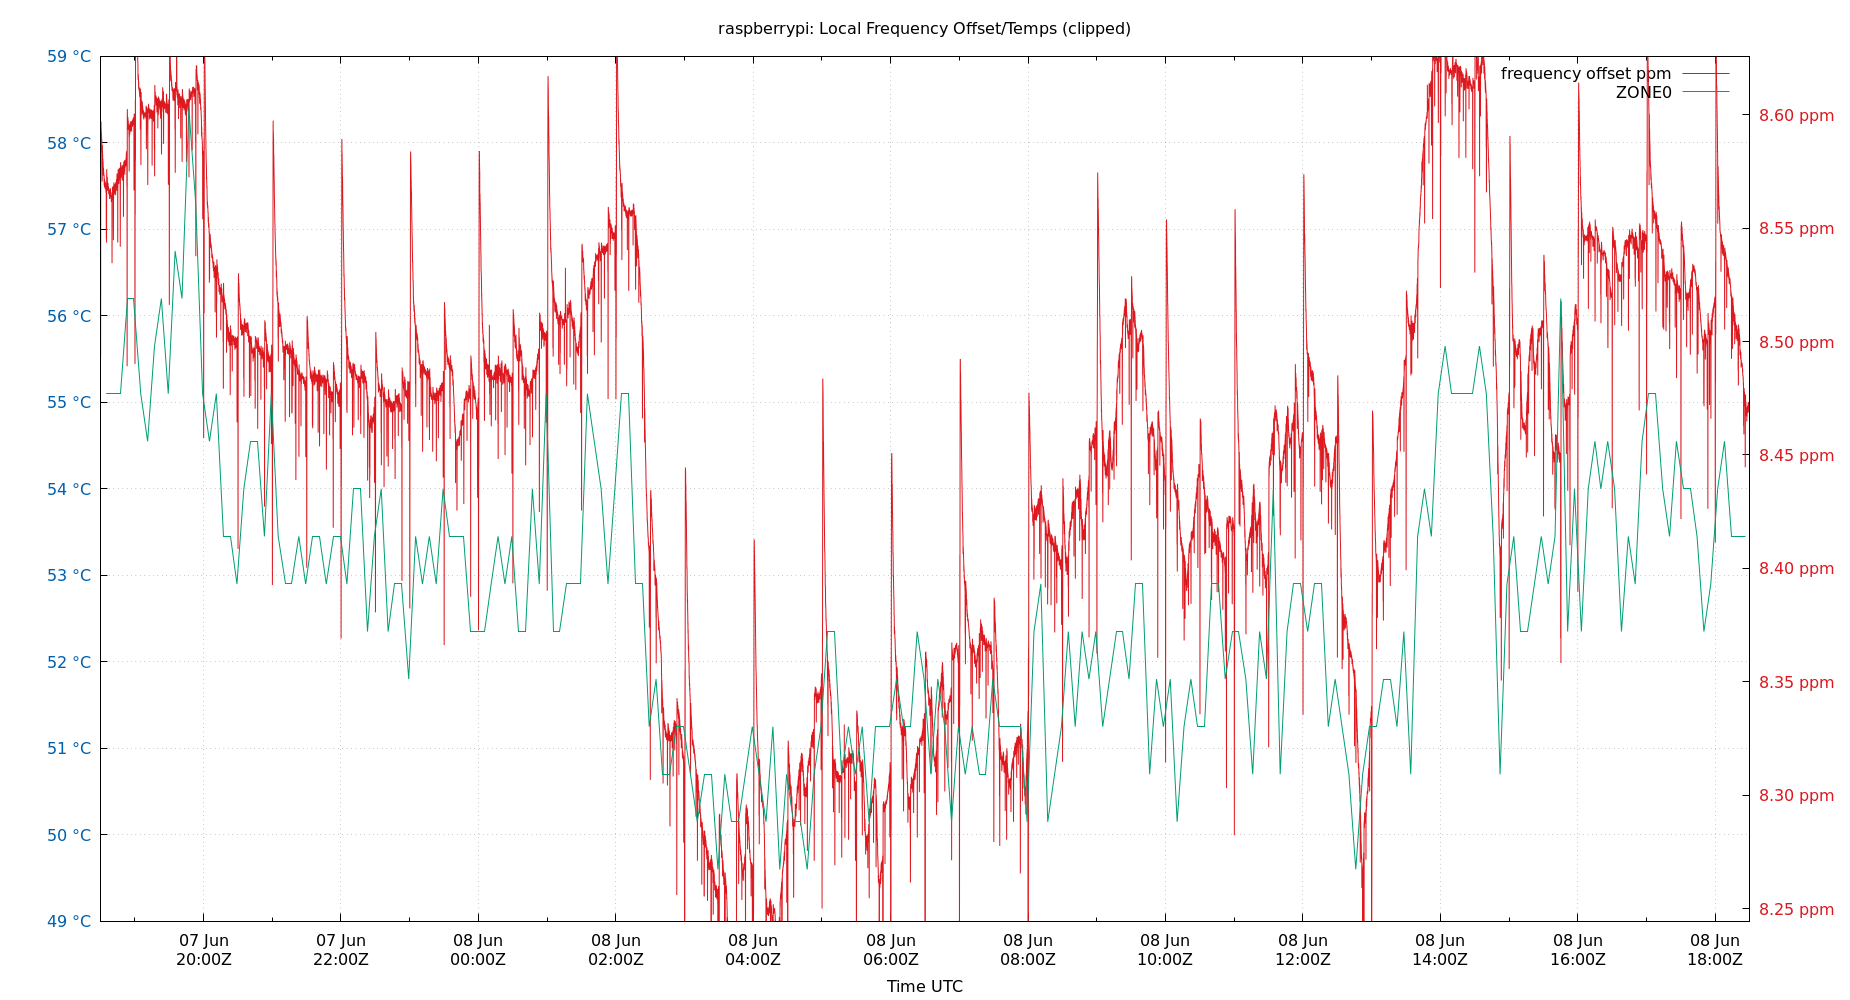 raspberrypi: Local Frequency Offset/Temps (clipped)
59 °C
58 °C
57 °C
56 °C
55 °C
54 °C
53 °C
52 °C
51 °C
50 °C
49 °C
frequency offset ppm
ZONE0
8.60 ppm
8.55 ppm
8.50 ppm
8.45 ppm
8.40 ppm
8.35 ppm
8.30 ppm
8.25 ppm
07 Jun
20:00Z
07 Jun
22:00Z
08 Jun
00:00Z
08 Jun
02:00Z
08 Jun
04:00Z
08 Jun
06:00Z
08 Jun
08:00Z
08 Jun
10:00Z
08 Jun
12:00Z
08 Jun
14:00Z
08 Jun
16:00Z
08 Jun
18:00Z
Time UTC